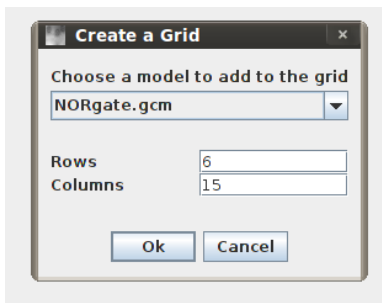 Create a Grid
Choose a model to add to the grid
NORgate.gcm
Rows 6
Columns 15
Ok Cancel